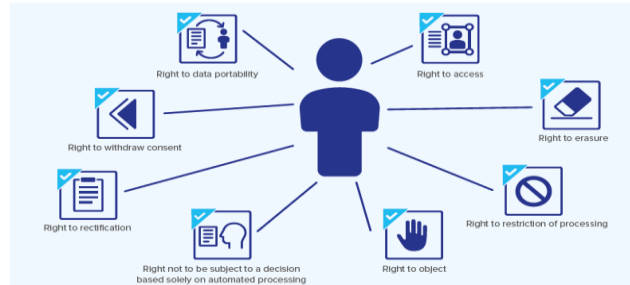 Right to data portability
Right to access
Right to withdraw consent
Right to erasure
Right to rectification
Right to restriction of processing
Right not to be subject to a decision
based solely on automated processing
Right to object